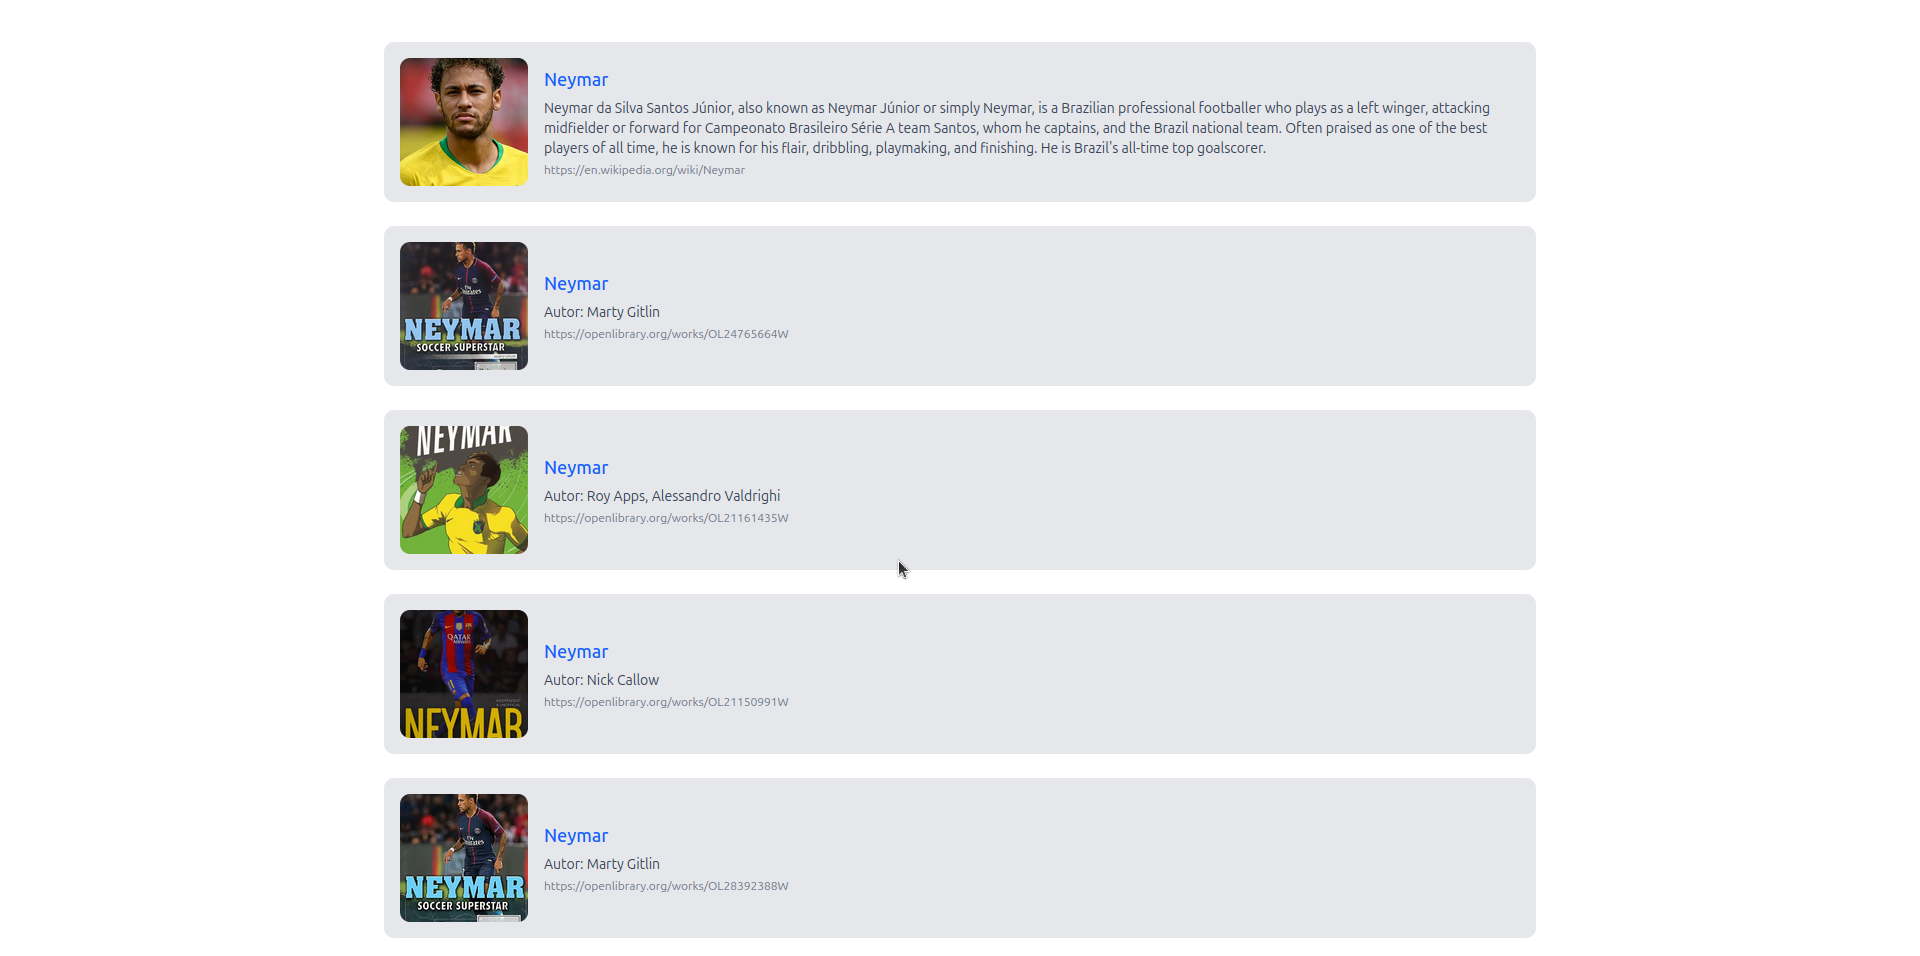 Neymar
Neymar da Silva Santos Júnior, also known as Neymar Júnior or simply Neymar, is a Brazilian professional footballer who plays as a left winger, attacking
midfielder or forward for Campeonato Brasileiro Série A team Santos, whom he captains, and the Brazil national team. Often praised as one of the best
players of all time, he is known for his flair, dribbling, playmaking, and finishing. He is Brazil's all-time top goalscorer.
https://en.wikipedia.org/wiki/Neymar
NEYMAR
SOCCER SUPERSTAR
Neymar
Autor: Marty Gitlin
https://openlibrary.org/works/OL24765664W
NEYMAR
Neymar
Autor: Roy Apps, Alessandro Valdrighi
https://openlibrary.org/works/OL21161435W
QATAR
AIRWAYS
NEYMAR
Neymar
Autor: Nick Callow
https://openlibrary.org/works/OL21150991W
NEYMAR
SOCCER SUPERSTAR
Neymar
Autor: Marty Gitlin
https://openlibrary.org/works/OL28392388W